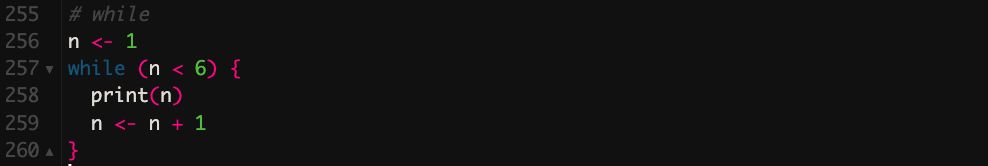 255 # while
256 n <- 1
257 while (n < 6) {
258   print(n)
259   n <- n + 1
260 }